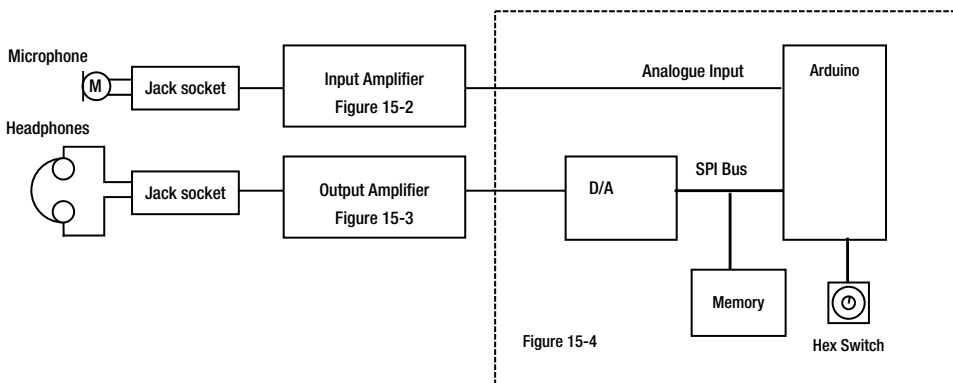 Microphone
M
Jack socket
Input Amplifier
Figure 15-2
Analogue Input
Arduino
Headphones
Jack socket
Output Amplifier
Figure 15-3
D/A
SPI Bus
Memory
Hex Switch
Figure 15-4